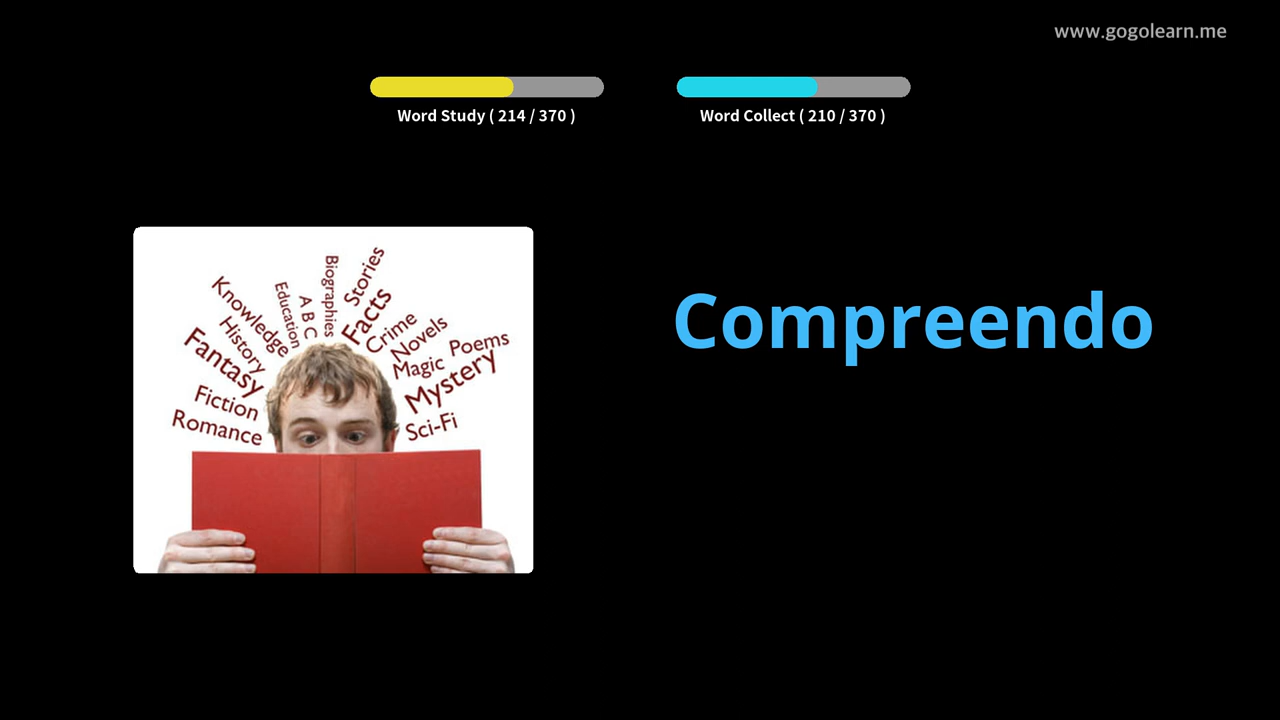 www.gogolearn.me
Word Study ( 214 / 370 )
Word Collect ( 210 / 370 )
Compreendo
Biographies
Stories
Education
A B C
Facts
Knowledge
Crime
History
Novels
Fantasy
Magic
Poems
Mystery
Fiction
Romance
Sci-Fi